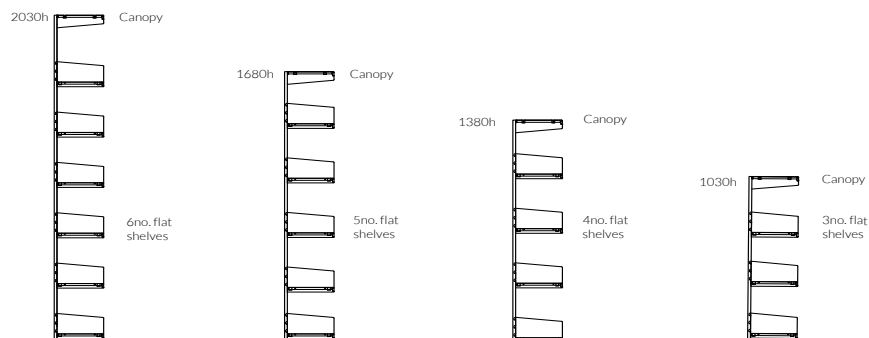 2030h Canopy
6no. flat
shelves
1680h Canopy
5no. flat
shelves
1380h Canopy
4no. flat
shelves
1030h Canopy
3no. flat
shelves